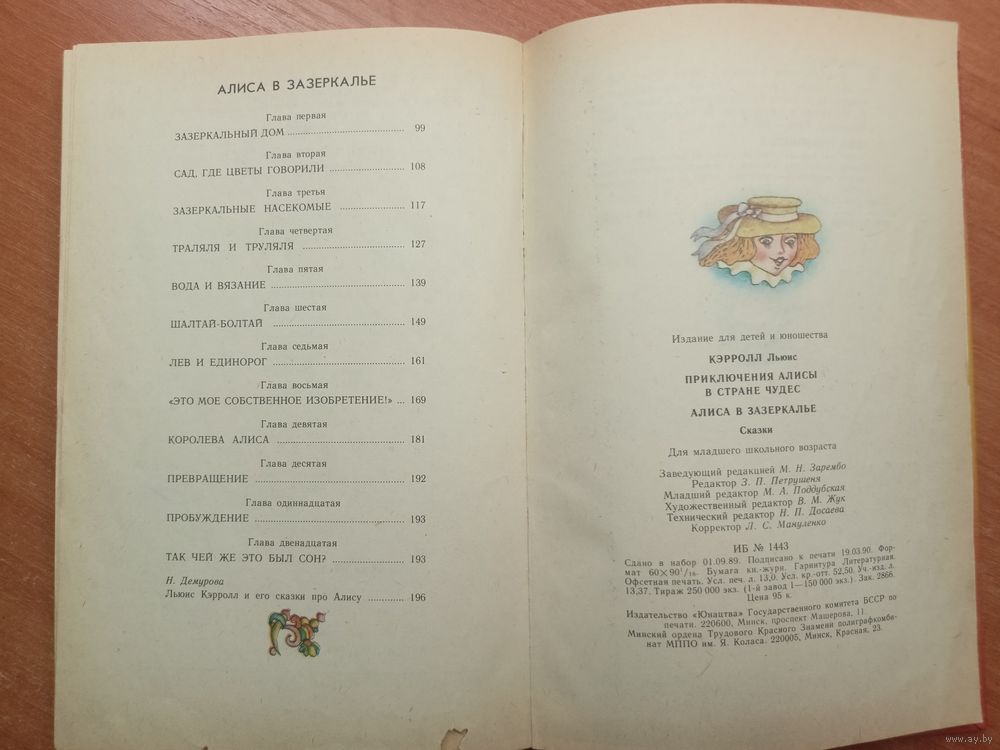 АЛИСА В ЗАЗЕРКАЛЬЕ
Глава первая
ЗАЗЕРКАЛЬНЫЙ ДОМ ........ 99
Глава вторая
САД, ГДЕ ЦВЕТЫ ГОВОРИЛИ ........ 108
Глава третья
ЗАЗЕРКАЛЬНЫЕ НАСЕКОМЫЕ ........ 117
Глава четвертая
ТРАЛЯЛЯ И ТРУЛЯЛЯ ........ 127
Глава пятая
ВОДА И ВЯЗАНИЕ ........ 139
Глава шестая
ШАЛТАЙ-БОЛТАЙ ........ 149
Глава седьмая
ЛЕВ И ЕДИНОРОГ ........ 161
Глава восьмая
«ЭТО МОЕ СОБСТВЕННОЕ ИЗОБРЕТЕНИЕ!» ... 169
Глава девятая
КОРОЛЕВА АЛИСА ........ 181
Глава десятая
ПРЕВРАЩЕНИЕ ........ 192
Глава одиннадцатая
ПРОБУЖДЕНИЕ ........ 193
Глава двенадцатая
ТАК ЧЕЙ ЖЕ ЭТО БЫЛ СОН? ........ 193
Н. Демурова
Льюис Кэрролл и его сказки про Алису ........ 196
Издание для детей и юношества
КЭРРОЛЛ Льюис
ПРИКЛЮЧЕНИЯ АЛИСЫ
В СТРАНЕ ЧУДЕС
АЛИСА В ЗАЗЕРКАЛЬЕ
Сказки
Для младшего школьного возраста
Заведующий редакцией М. Н. Зарембо
Редактор З. П. Петрушеня
Младший редактор М. А. Поддубская
Художественный редактор В. М. Жук
Технический редактор Н. П. Досаева
Корректор Л. С. Мануленко
ИБ № 1443
Сдано в набор 01.09.89. Подписано к печати 19.03.90. Фор-
мат 60×90¹/₁₆. Бумага кн.-журн. Гарнитура Литературная.
Офсетная печать. Усл. печ. л. 13,0. Усл. кр.-отт. 52,50. Уч.-изд. л.
13,37. Тираж 250 000 экз. (1-й завод 1—150 000 экз.). Зак. 2866.
Цена 95 к.
Издательство «Юнацтва» Государственного комитета БССР по
печати. 220600, Минск, проспект Машерова, 11.
Минский ордена Трудового Красного Знамени полиграфкомби-
нат МППО им. Я. Коласа. 220005, Минск, Красная, 23.
www.ay.by